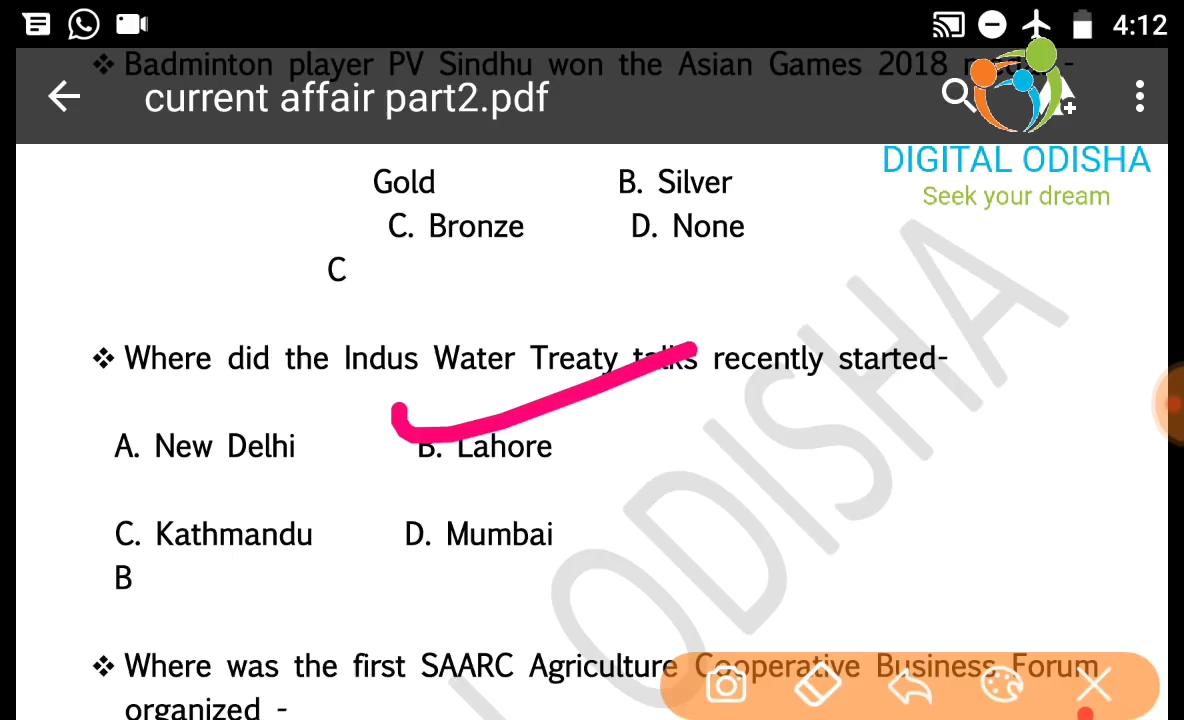 4:12
❖ Badminton player PV Sindhu won the Asian Games 2018
current affair part2.pdf
DIGITAL ODISHA
Seek your dream
Gold B. Silver
C. Bronze D. None
C
❖ Where did the Indus Water Treaty talks recently started-
A. New Delhi B. Lahore
C. Kathmandu D. Mumbai
B
❖ Where was the first SAARC Agriculture Cooperative Business Forum
organized -
ODISHA